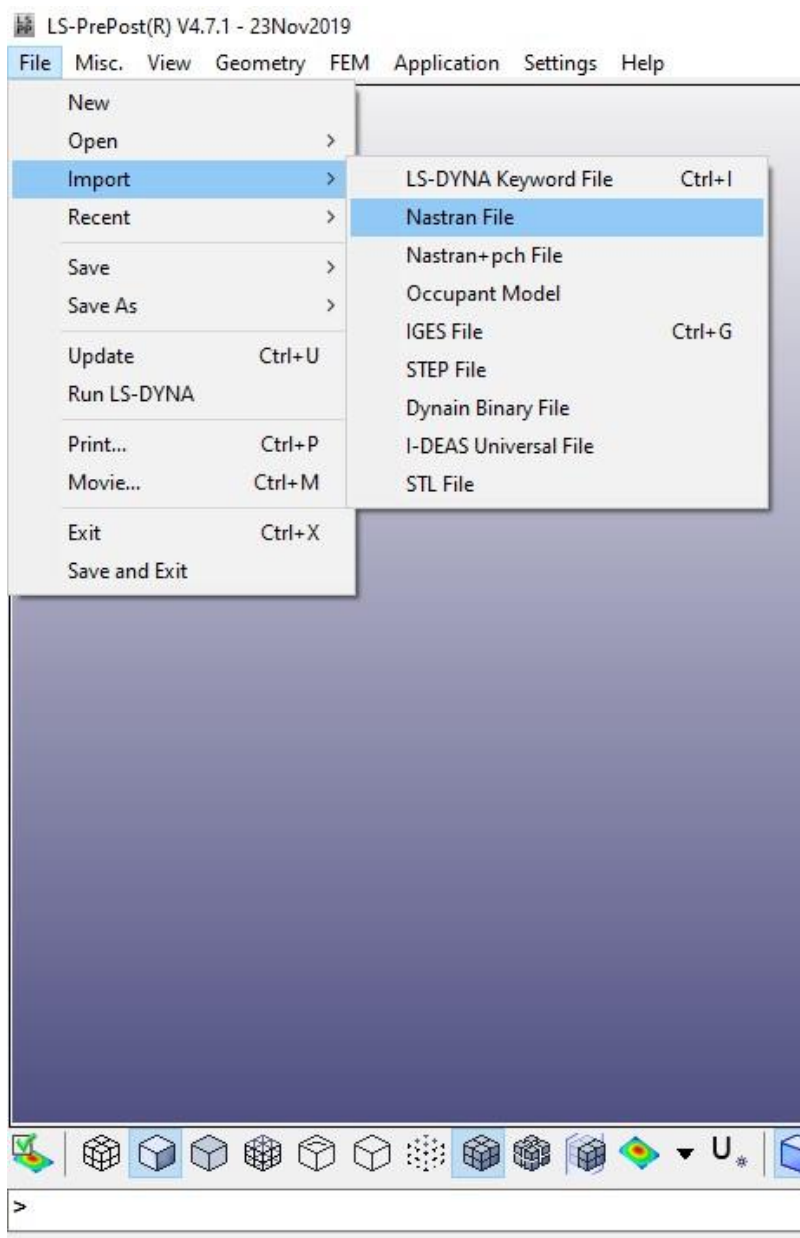 LS-PrePost(R) V4.7.1 - 23Nov2019
File Misc. View Geometry FEM Application Settings Help
New
Open >
Import >
Recent >
Save >
Save As >
Update Ctrl+U
Run LS-DYNA
Print... Ctrl+P
Movie... Ctrl+M
Exit Ctrl+X
Save and Exit
LS-DYNA Keyword File Ctrl+I
Nastran File
Nastran+pch File
Occupant Model
IGES File Ctrl+G
STEP File
Dynain Binary File
I-DEAS Universal File
STL File
U*
>